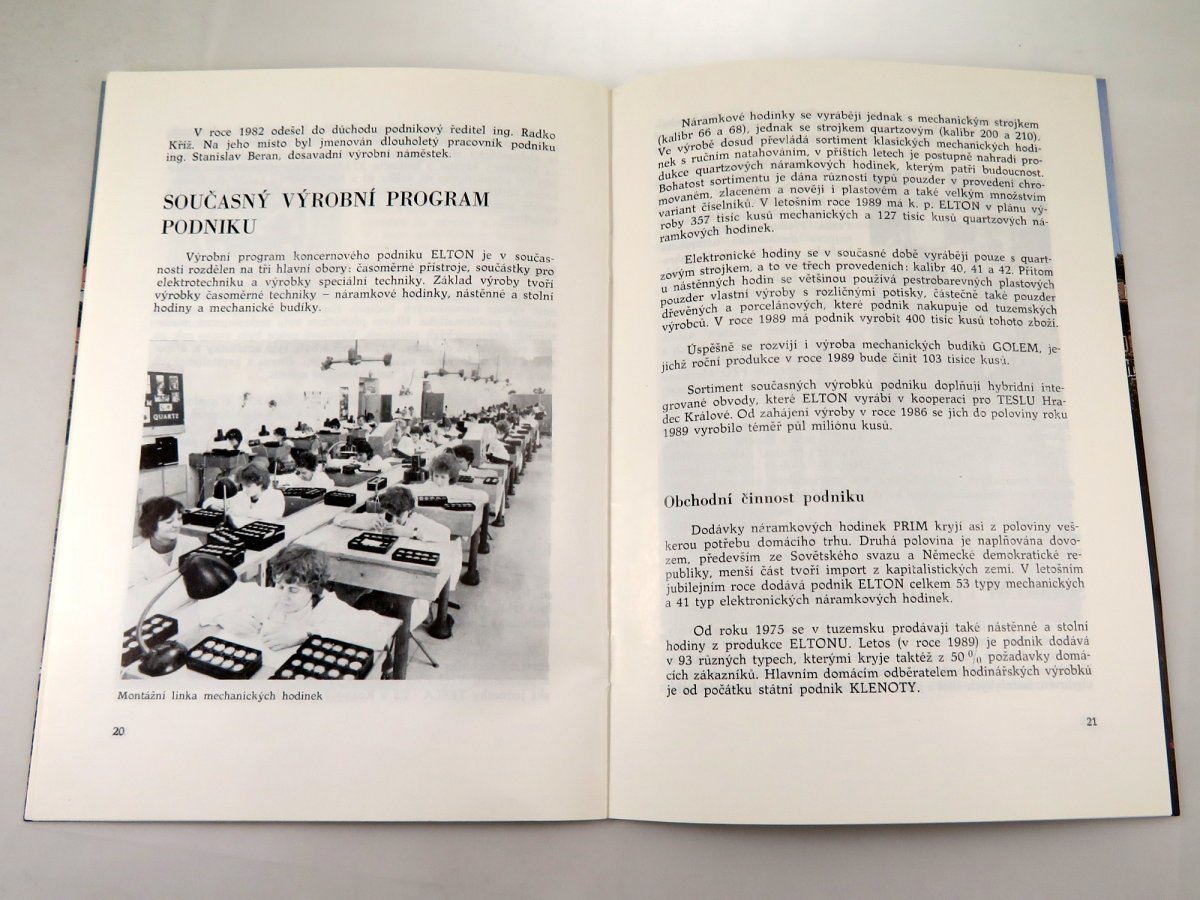 V roce 1982 odešel do důchodu podnikový ředitel ing. Radko
Kříž. Na jeho místo byl jmenován dlouholetý pracovník podniku
ing. Stanislav Beran, dosavadní výrobní náměstek.
SOUČASNÝ VÝROBNÍ PROGRAM
PODNIKU
Výrobní program koncernového podniku ELTON je v součas-
nosti rozdělen na tři hlavní obory: časoměrné přístroje, součástky pro
elektrotechniku a výrobky speciální techniky. Základ výroby tvoří
výrobky časoměrné techniky – náramkové hodinky, nástěnné a stolní
hodiny a mechanické budíky.
QUARTZ
Montážní linka mechanických hodinek
20
Náramkové hodinky se vyrábějí jednak s mechanickým strojkem
(kalibr 66 a 68), jednak se strojkem quartzovým (kalibr 200 a 210).
Ve výrobě dosud převládá sortiment klasických mechanických hodi-
nek s ručním natahováním, v příštích letech je postupně nahradí pro-
dukce quartzových náramkových hodinek, kterým patří budoucnost.
Bohatost sortimentu je dána různosti typů pouzder v provedení chro-
movaném, zlaceném a nověji i plastovém a také velkým množstvím
variant číselníků. V letošním roce 1989 má k. p. ELTON v plánu vý-
roby 357 tisíc kusů mechanických a 127 tisíc kusů quartzových ná-
ramkových hodinek.
Elektronické hodiny se v současné době vyrábějí pouze s quart-
zovým strojkem, a to ve třech provedeních: kalibr 40, 41 a 42. Přitom
u nástěnných hodin se většinou používá pestrobarevných plastových
pouzder vlastní výroby s rozličnými potisky, částečně také pouzder
dřevěných a porcelánových, které podnik nakupuje od tuzemských
výrobců. V roce 1989 má podnik vyrobit 400 tisíc kusů tohoto zboží.
Úspěšně se rozvíjí i výroba mechanických budíků GOLEM, je-
jichž roční produkce v roce 1989 bude činit 103 tisíce kusů.
Sortiment současných výrobků podniku doplňují hybridní inte-
grované obvody, které ELTON vyrábí v kooperaci pro TESLU Hra-
dec Králové. Od zahájení výroby v roce 1986 se jich do poloviny roku
1989 vyrobilo téměř půl miliónu kusů.
Obchodní činnost podniku
Dodávky náramkových hodinek PRIM kryjí asi z poloviny veš-
kerou potřebu domácího trhu. Druhá polovina je naplňována dovo-
zem, především ze Sovětského svazu a Německé demokratické re-
publiky, menší část tvoří import z kapitalistických zemí. V letošním
jubilejním roce dodává podnik ELTON celkem 53 typy mechanických
a 41 typ elektronických náramkových hodinek.
Od roku 1975 se v tuzemsku prodávají také nástěnné a stolní
hodiny z produkce ELTONU. Letos (v roce 1989) je podnik dodává
v 93 různých typech, kterými kryje taktéž z 50 % požadavky domá-
cích zákazníků. Hlavním domácím odběratelem hodinářských výrobků
je od počátku státní podnik KLENOTY.
21